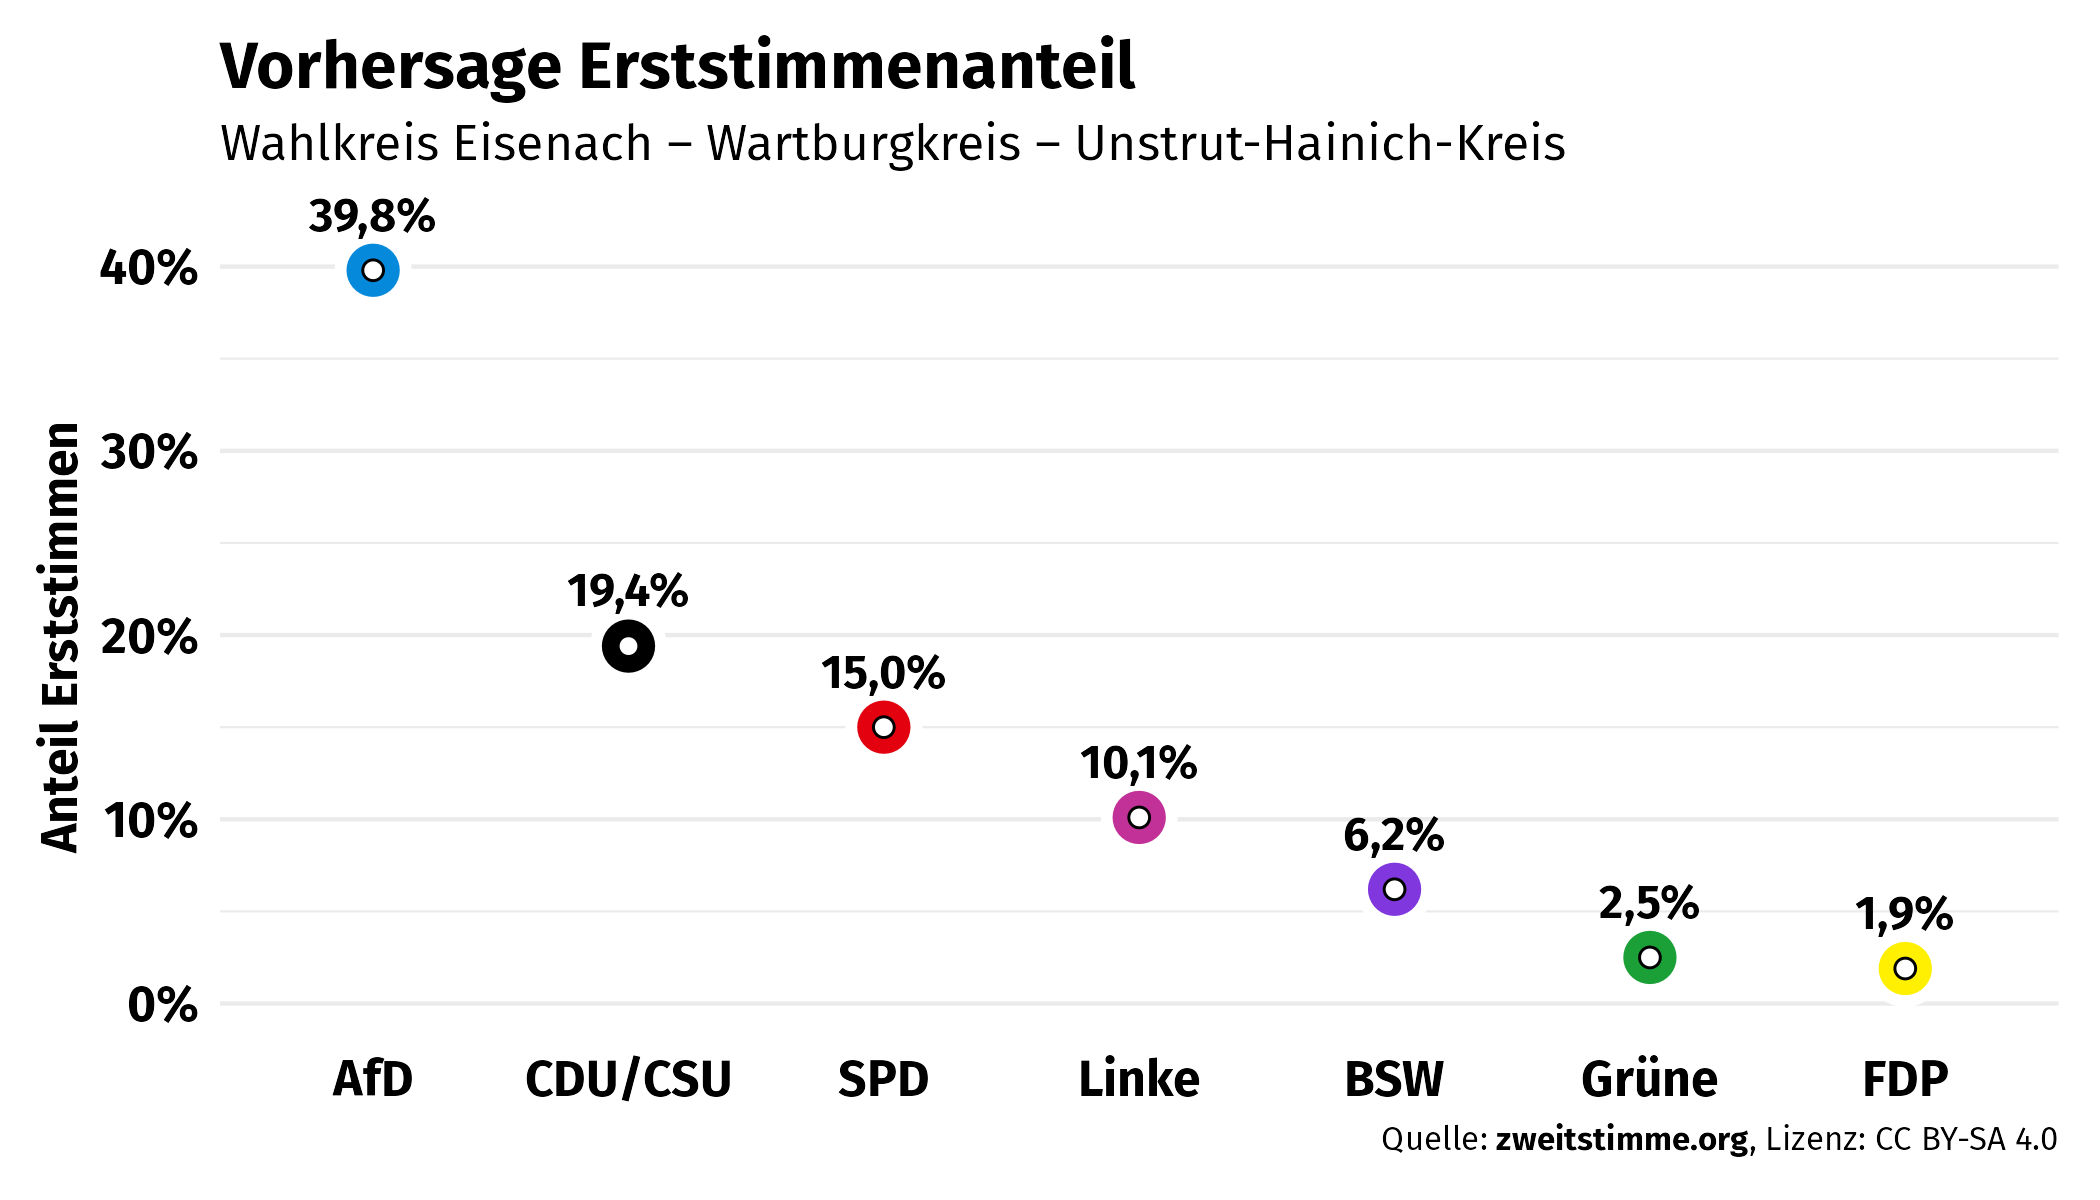 Vorhersage Erststimmenanteil
Wahlkreis Eisenach – Wartburgkreis – Unstrut-Hainich-Kreis
39,8%
40%
30%
19,4%
20%
15,0%
10,1%
10%
6,2%
2,5%
1,9%
0%
Anteil Erststimmen
AfD CDU/CSU SPD Linke BSW Grüne FDP
Quelle: zweitstimme.org, Lizenz: CC BY-SA 4.0